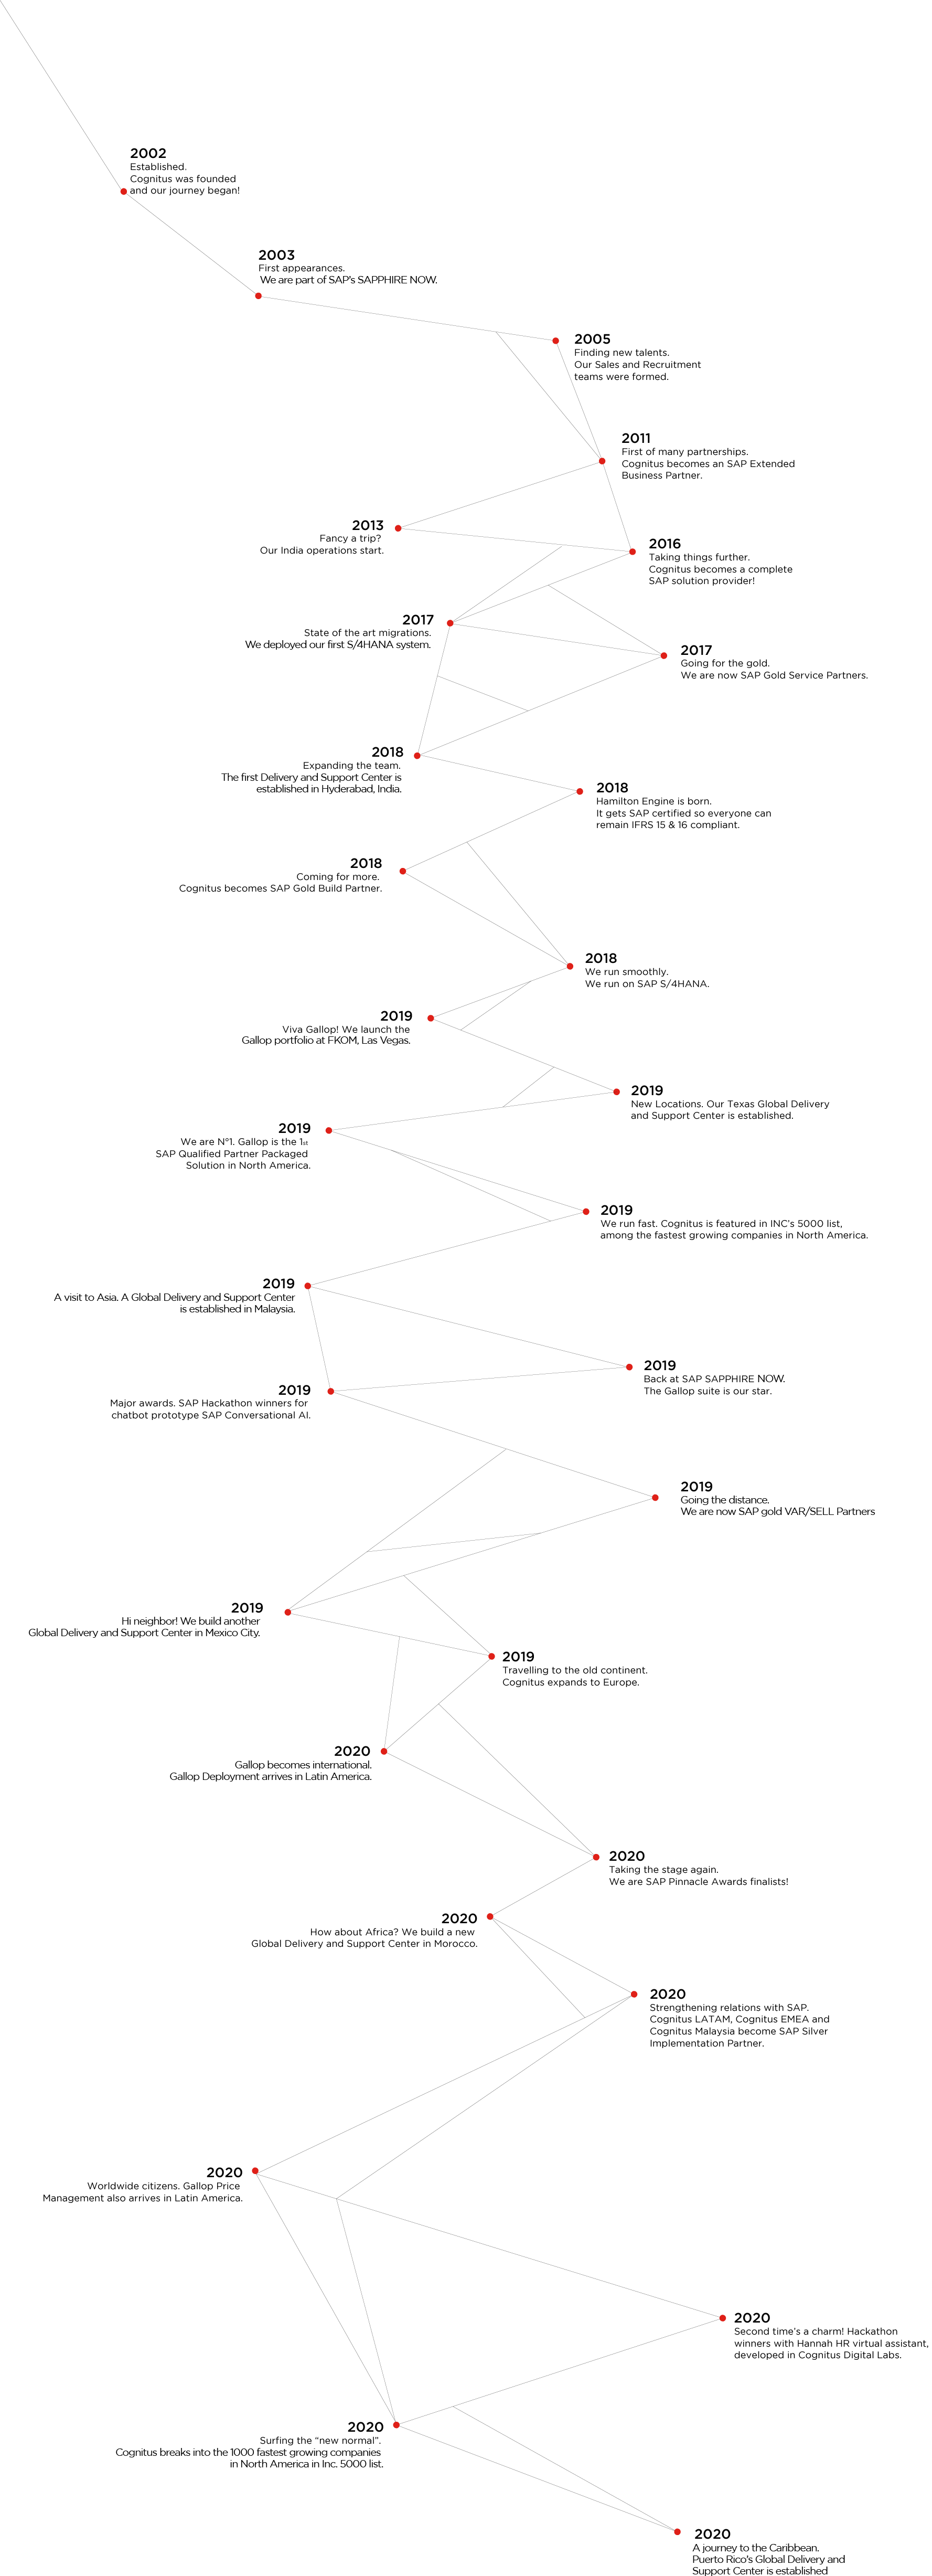 2002
Established.
Cognitus was founded
and our journey began!
2003
First appearances.
We are part of SAP's SAPPHIRE NOW.
2005
Finding new talents.
Our Sales and Recruitment
teams were formed.
2011
First of many partnerships.
Cognitus becomes an SAP Extended
Business Partner.
2013
Fancy a trip?
Our India operations start.
2016
Taking things further.
Cognitus becomes a complete
SAP solution provider!
2017
State of the art migrations.
We deployed our first S/4HANA system.
2017
Going for the gold.
We are now SAP Gold Service Partners.
2018
Expanding the team.
The first Delivery and Support Center is
established in Hyderabad, India.
2018
Hamilton Engine is born.
It gets SAP certified so everyone can
remain IFRS 15 & 16 compliant.
2018
Coming for more.
Cognitus becomes SAP Gold Build Partner.
2018
We run smoothly.
We run on SAP S/4HANA.
2019
Viva Gallop! We launch the
Gallop portfolio at FKOM, Las Vegas.
2019
New Locations. Our Texas Global Delivery
and Support Center is established.
2019
We are Nº1. Gallop is the 1st
SAP Qualified Partner Packaged
Solution in North America.
2019
We run fast. Cognitus is featured in INC's 5000 list,
among the fastest growing companies in North America.
2019
A visit to Asia. A Global Delivery and Support Center
is established in Malaysia.
2019
Back at SAP SAPPHIRE NOW.
The Gallop suite is our star.
2019
Major awards. SAP Hackathon winners for
chatbot prototype SAP Conversational AI.
2019
Going the distance.
We are now SAP gold VAR/SELL Partners
2019
Hi neighbor! We build another
Global Delivery and Support Center in Mexico City.
2019
Travelling to the old continent.
Cognitus expands to Europe.
2020
Gallop becomes international.
Gallop Deployment arrives in Latin America.
2020
Taking the stage again.
We are SAP Pinnacle Awards finalists!
2020
How about Africa? We build a new
Global Delivery and Support Center in Morocco.
2020
Strengthening relations with SAP.
Cognitus LATAM, Cognitus EMEA and
Cognitus Malaysia become SAP Silver
Implementation Partner.
2020
Worldwide citizens. Gallop Price
Management also arrives in Latin America.
2020
Second time's a charm! Hackathon
winners with Hannah HR virtual assistant,
developed in Cognitus Digital Labs.
2020
Surfing the “new normal”.
Cognitus breaks into the 1000 fastest growing companies
in North America in Inc. 5000 list.
2020
A journey to the Caribbean.
Puerto Rico's Global Delivery and
Support Center is established